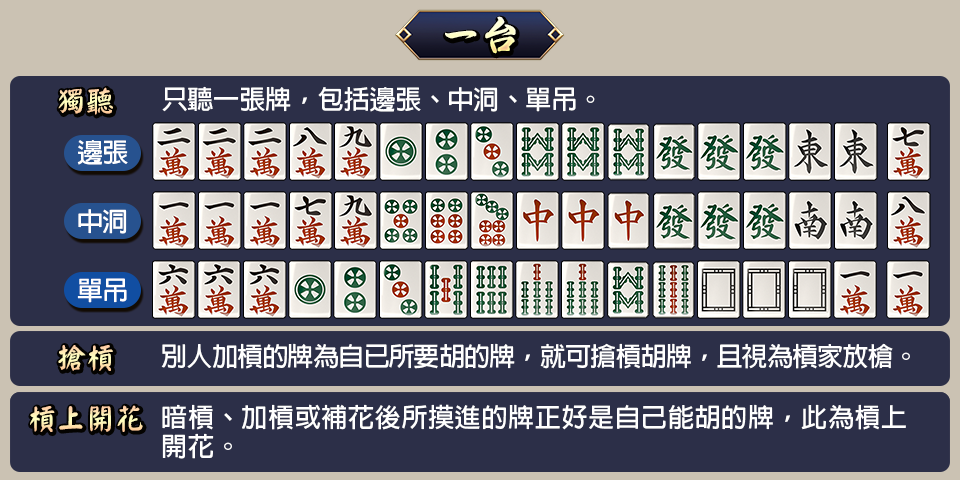 一台
獨聽 只聽一張牌，包括邊張、中洞、單吊。
邊張 二萬 二萬 二萬 八萬 九萬 發 發 發 東 東 七萬
中洞 一萬 一萬 一萬 七萬 九萬 中 中 中 發 發 發 南 南 八萬
單吊 六萬 六萬 六萬 一萬 一萬
搶槓 別人加槓的牌為自已所要胡的牌，就可搶槓胡牌，且視為槓家放槍。
槓上開花 暗槓、加槓或補花後所摸進的牌正好是自己能胡的牌，此為槓上
開花。